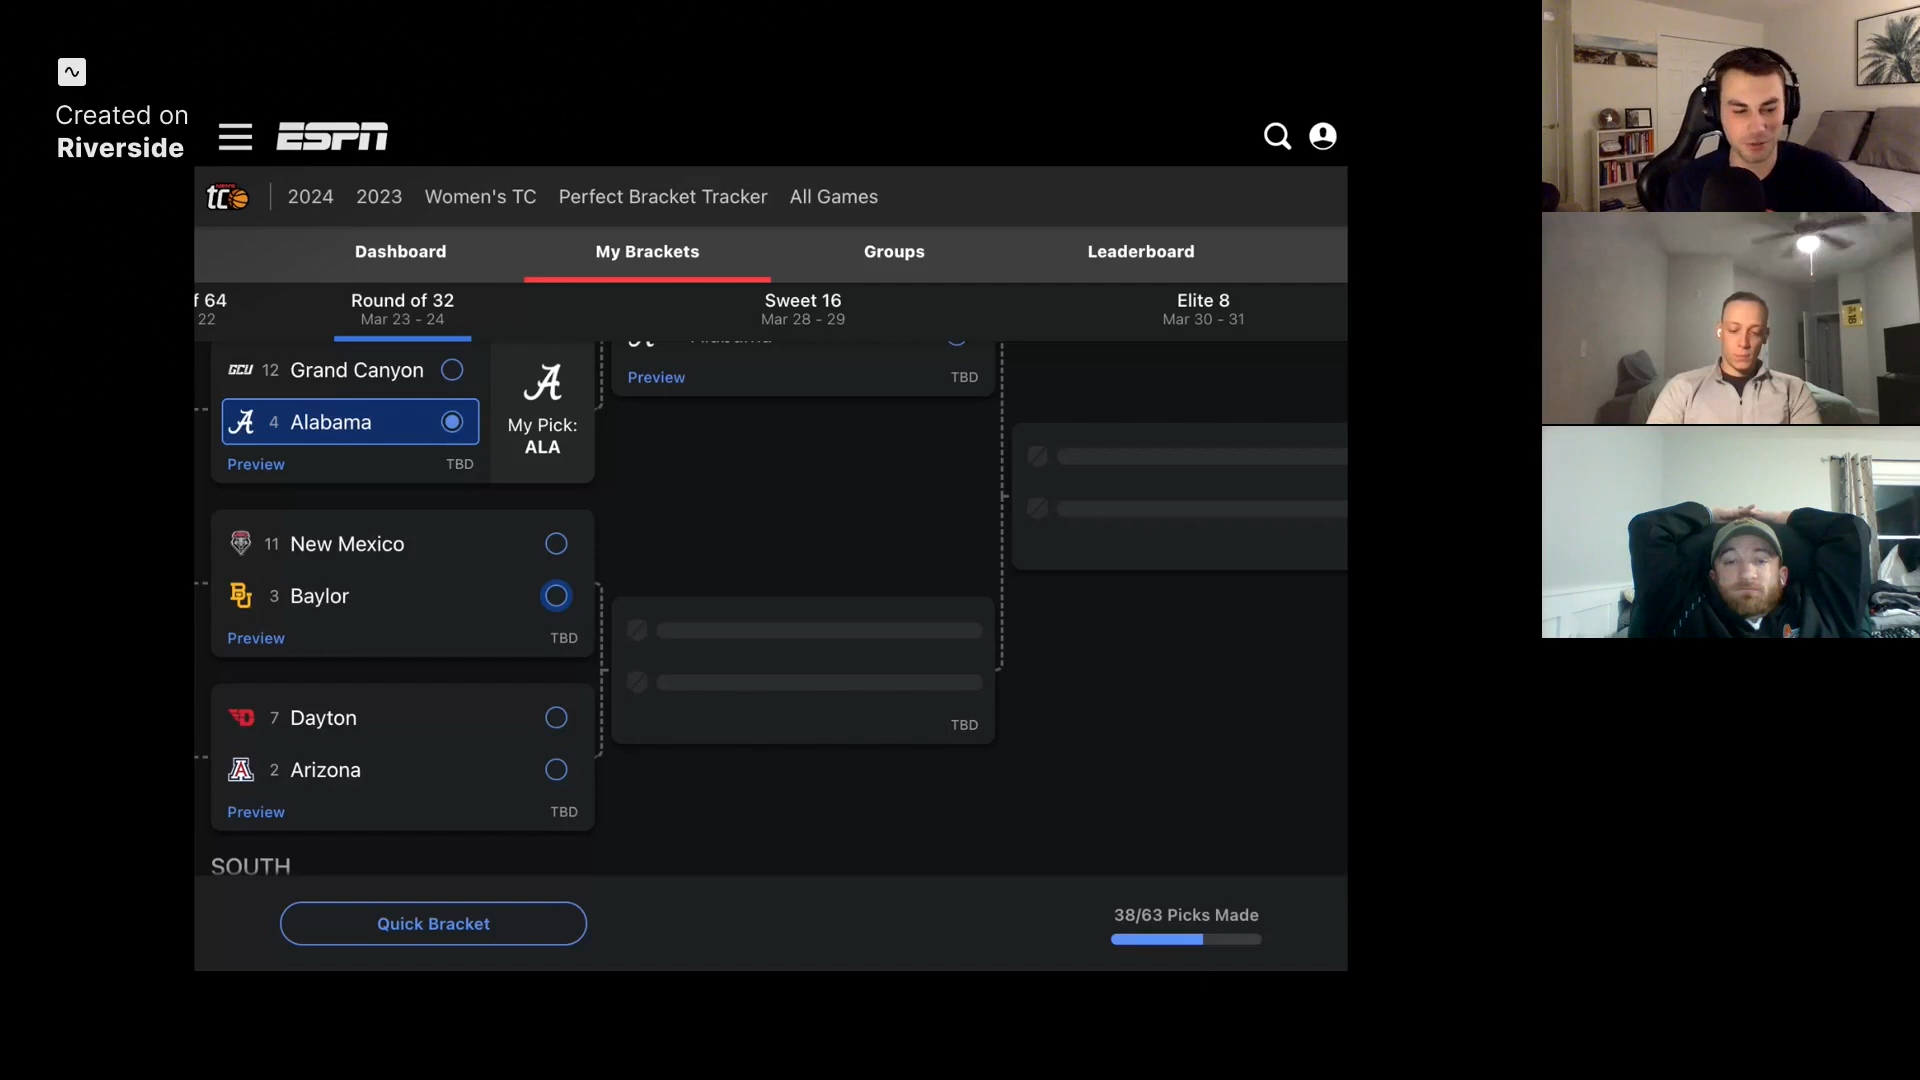 Created on
Riverside
ESPN
MEN'S
tc
2024
2023
Women's TC
Perfect Bracket Tracker
All Games
Dashboard
My Brackets
Groups
Leaderboard
f 64
22
Round of 32
Mar 23 - 24
Sweet 16
Mar 28 - 29
Elite 8
Mar 30 - 31
GCU 12 Grand Canyon
A 4 Alabama
Preview
TBD
A
My Pick:
ALA
Preview
TBD
11 New Mexico
BU 3 Baylor
Preview
TBD
D 7 Dayton
A 2 Arizona
Preview
TBD
TBD
SOUTH
Quick Bracket
38/63 Picks Made